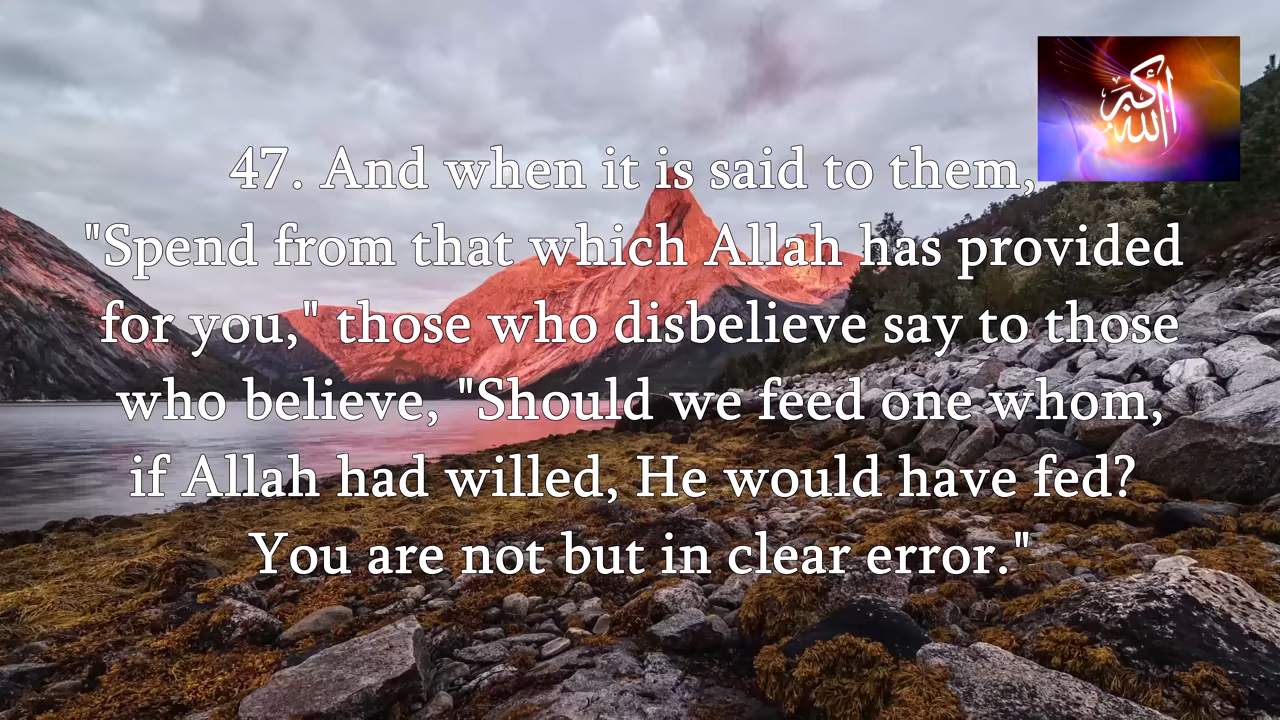 الله أكبر
47. And when it is said to them,
"Spend from that which Allah has provided
for you," those who disbelieve say to those
who believe, "Should we feed one whom,
if Allah had willed, He would have fed?
You are not but in clear error."